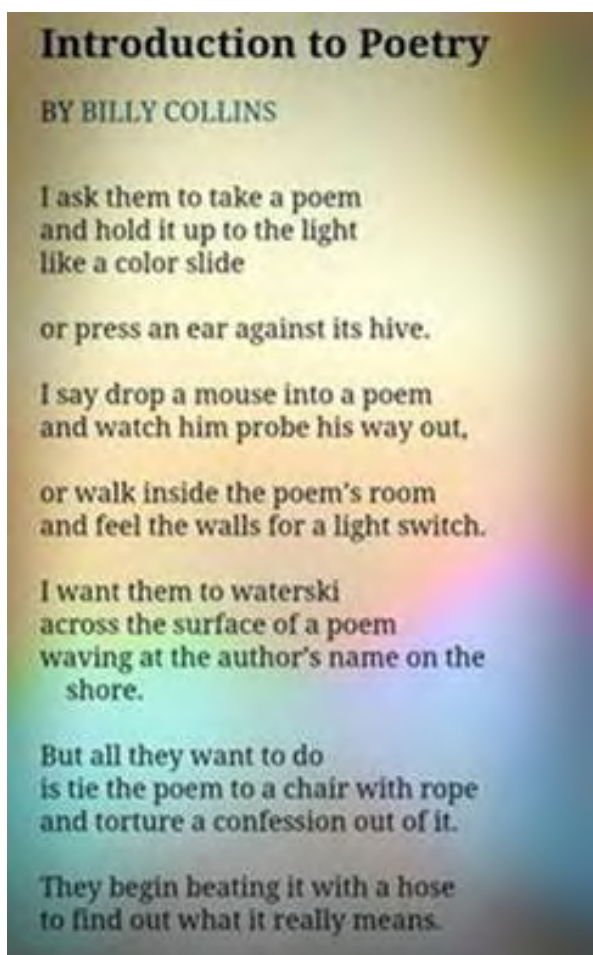 Introduction to Poetry
BY BILLY COLLINS
I ask them to take a poem
and hold it up to the light
like a color slide
or press an ear against its hive.
I say drop a mouse into a poem
and watch him probe his way out,
or walk inside the poem's room
and feel the walls for a light switch.
I want them to waterski
across the surface of a poem
waving at the author's name on the
shore.
But all they want to do
is tie the poem to a chair with rope
and torture a confession out of it.
They begin beating it with a hose
to find out what it really means.